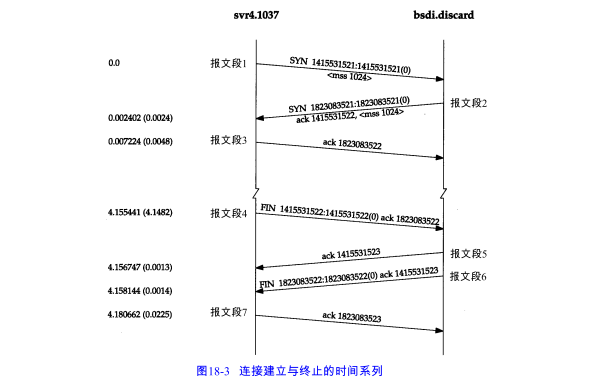 svr4.1037 bsdi.discard
0.0 报文段1 SYN 1415531521:1415531521(0)
<mss 1024>
SYN 1823083521:1823083521(0) 报文段2
0.002402 (0.0024) ack 1415531522, <mss 1024>
0.007224 (0.0048) 报文段3 ack 1823083522
4.155441 (4.1482) 报文段4 FIN 1415531522:1415531522(0) ack 1823083522
ack 1415531523 报文段5
4.156747 (0.0013)
FIN 1823083522:1823083522(0) ack 1415531523 报文段6
4.158144 (0.0014)
4.180662 (0.0225) 报文段7 ack 1823083523
图18-3 连接建立与终止的时间系列